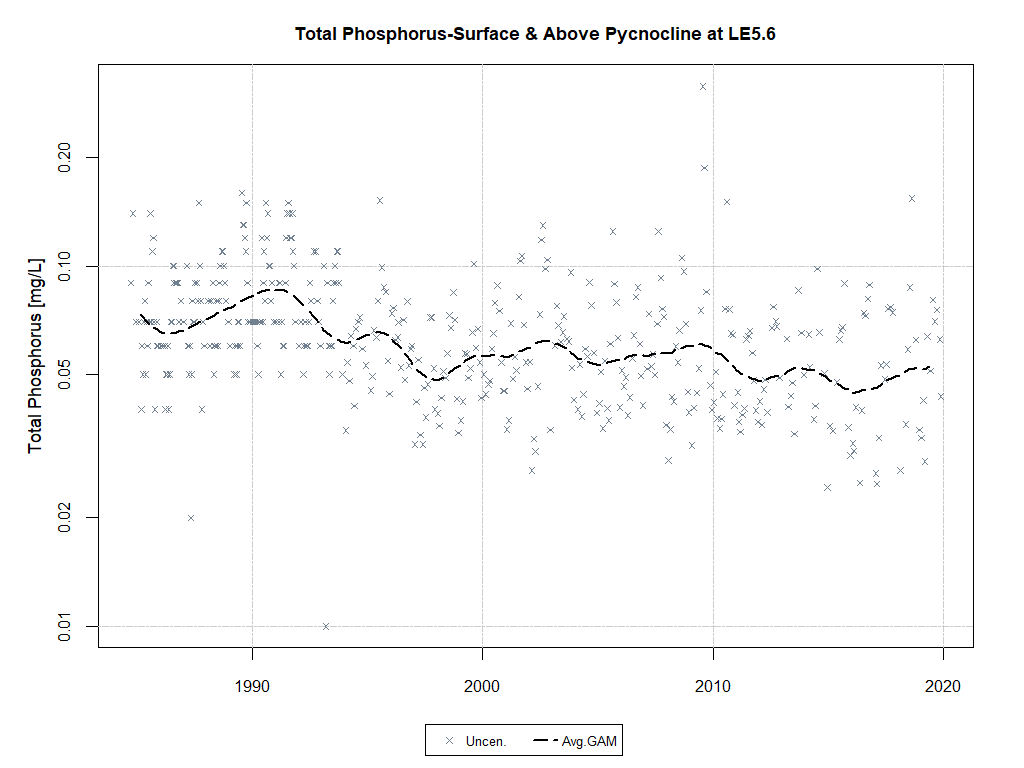 Total Phosphorus-Surface & Above Pycnocline at LE5.6
Total Phosphorus [mg/L]
0.20
0.10
0.05
0.02
0.01
1990 2000 2010 2020
Uncen. Avg.GAM